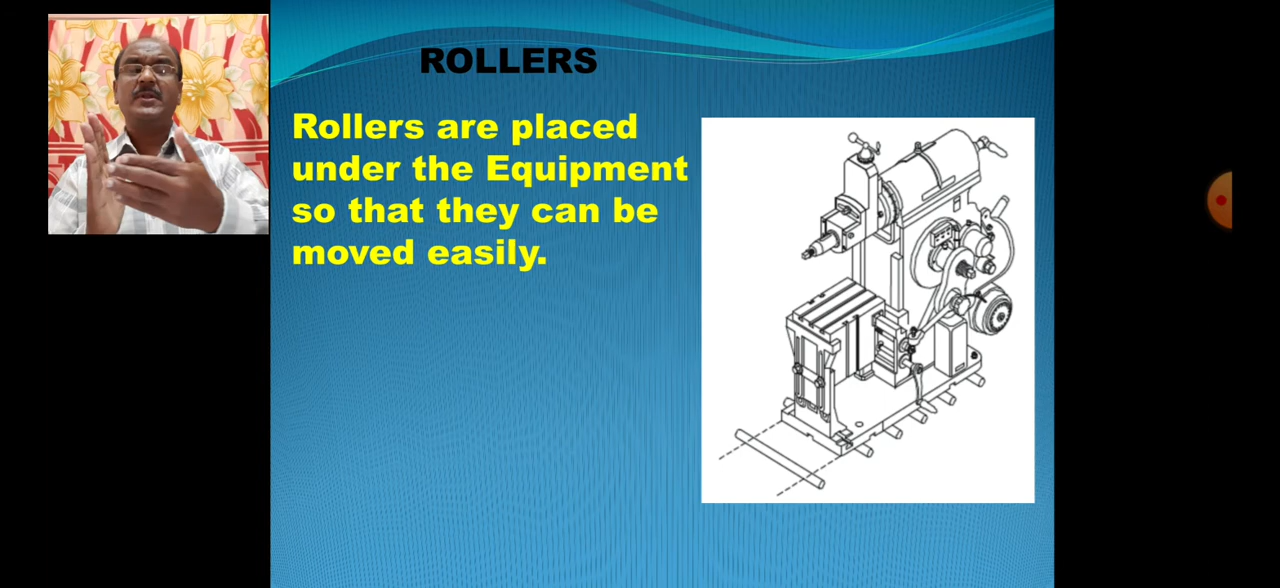 ROLLERS
Rollers are placed
under the Equipment
so that they can be
moved easily.